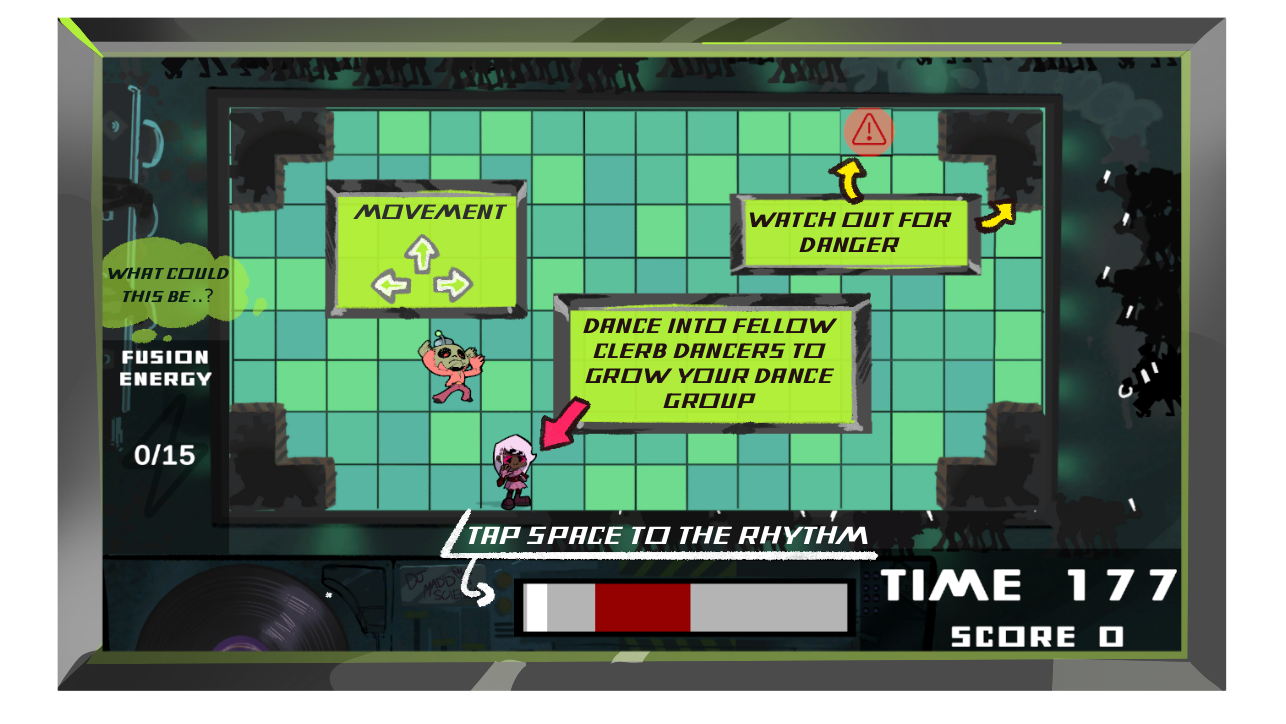 MOVEMENT
WATCH OUT FOR
DANGER
WHAT COULD
THIS BE..?
FUSION
ENERGY
0/15
DANCE INTO FELLOW
CLERB DANCERS TO
GROW YOUR DANCE
GROUP
TAP SPACE TO THE RHYTHM
DJ
TIME 177
SCORE 0